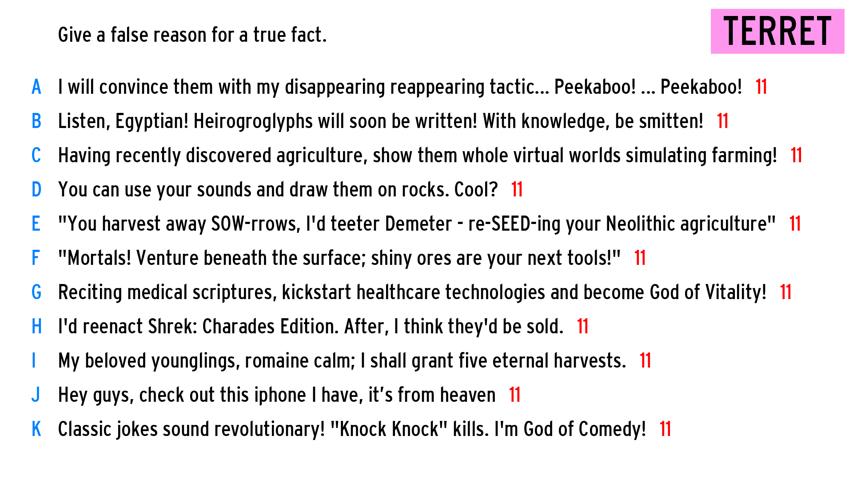 Give a false reason for a true fact.
TERRET
A I will convince them with my disappearing reappearing tactic... Peekaboo! ... Peekaboo! 11
B Listen, Egyptian! Heirogroglyphs will soon be written! With knowledge, be smitten! 11
C Having recently discovered agriculture, show them whole virtual worlds simulating farming! 11
D You can use your sounds and draw them on rocks. Cool? 11
E "You harvest away SOW-rrows, I'd teeter Demeter - re-SEED-ing your Neolithic agriculture" 11
F "Mortals! Venture beneath the surface; shiny ores are your next tools!" 11
G Reciting medical scriptures, kickstart healthcare technologies and become God of Vitality! 11
H I'd reenact Shrek: Charades Edition. After, I think they'd be sold. 11
I My beloved younglings, romaine calm; I shall grant five eternal harvests. 11
J Hey guys, check out this iphone I have, it's from heaven 11
K Classic jokes sound revolutionary! "Knock Knock" kills. I'm God of Comedy! 11